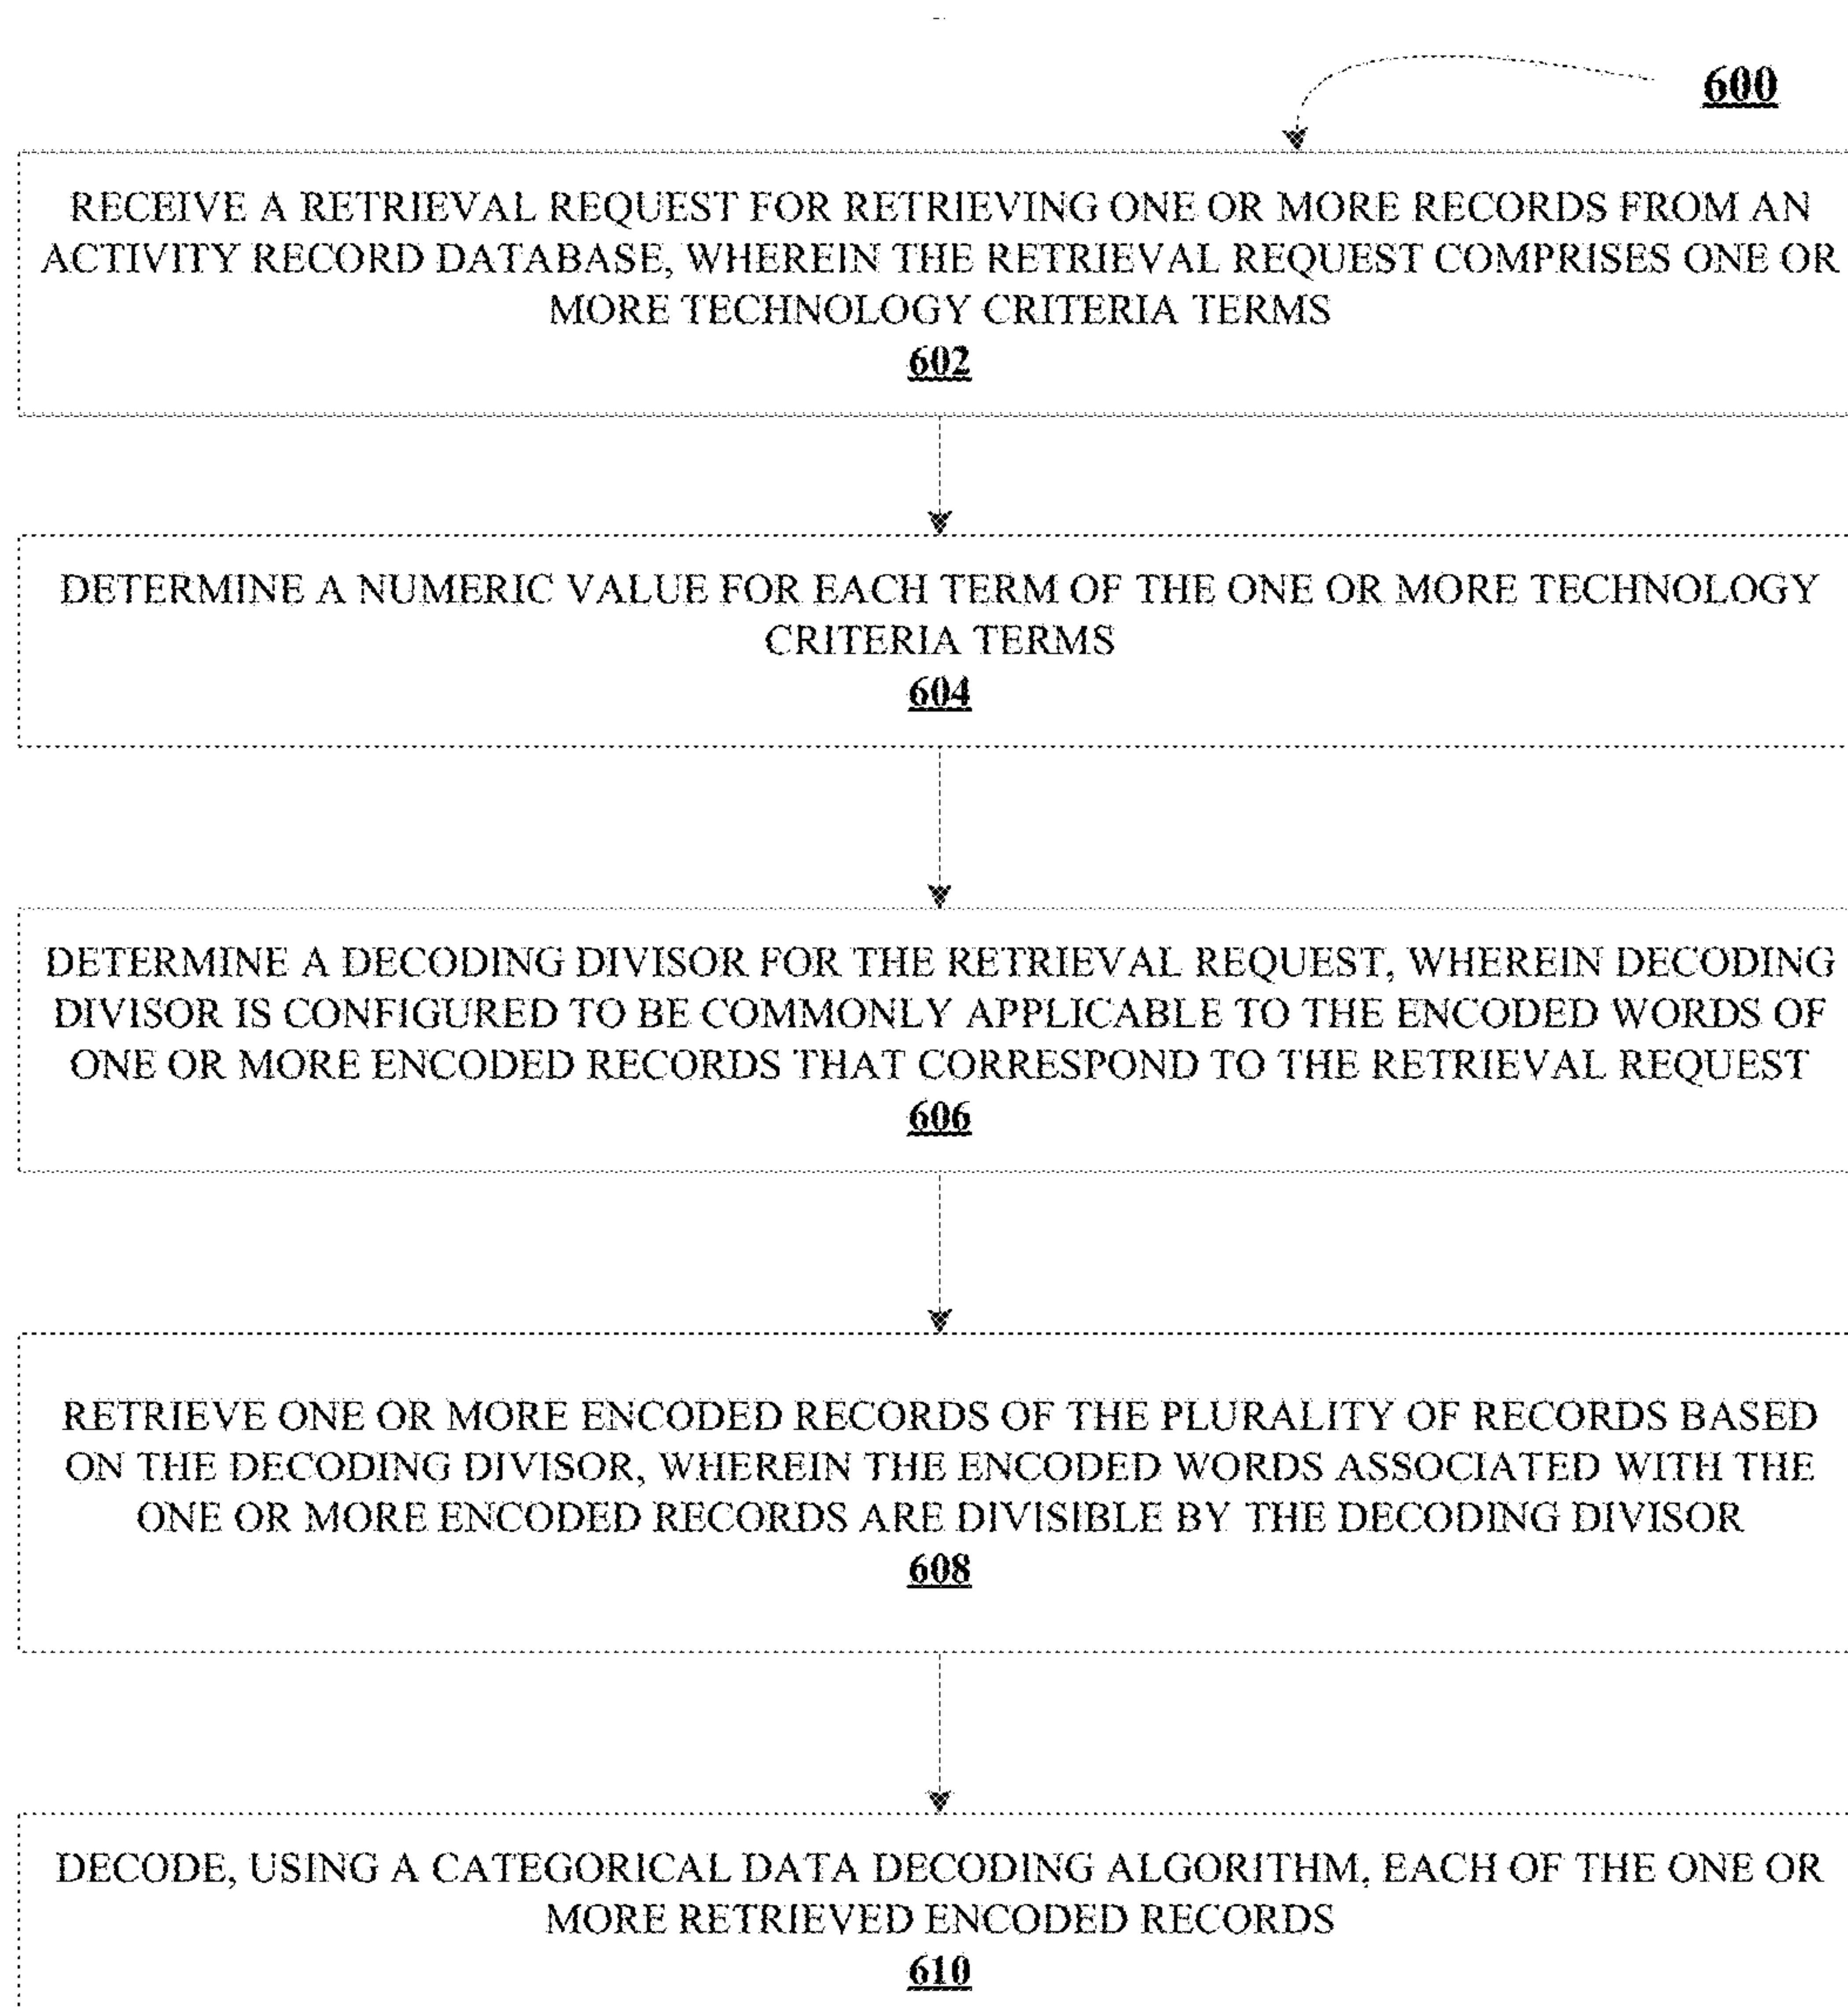 600
RECEIVE A RETRIEVAL REQUEST FOR RETRIEVING ONE OR MORE RECORDS FROM AN
ACTIVITY RECORD DATABASE, WHEREIN THE RETRIEVAL REQUEST COMPRISES ONE OR
MORE TECHNOLOGY CRITERIA TERMS
602
DETERMINE A NUMERIC VALUE FOR EACH TERM OF THE ONE OR MORE TECHNOLOGY
CRITERIA TERMS
604
DETERMINE A DECODING DIVISOR FOR THE RETRIEVAL REQUEST, WHEREIN DECODING
DIVISOR IS CONFIGURED TO BE COMMONLY APPLICABLE TO THE ENCODED WORDS OF
ONE OR MORE ENCODED RECORDS THAT CORRESPOND TO THE RETRIEVAL REQUEST
606
RETRIEVE ONE OR MORE ENCODED RECORDS OF THE PLURALITY OF RECORDS BASED
ON THE DECODING DIVISOR, WHEREIN THE ENCODED WORDS ASSOCIATED WITH THE
ONE OR MORE ENCODED RECORDS ARE DIVISIBLE BY THE DECODING DIVISOR
608
DECODE, USING A CATEGORICAL DATA DECODING ALGORITHM, EACH OF THE ONE OR
MORE RETRIEVED ENCODED RECORDS
610